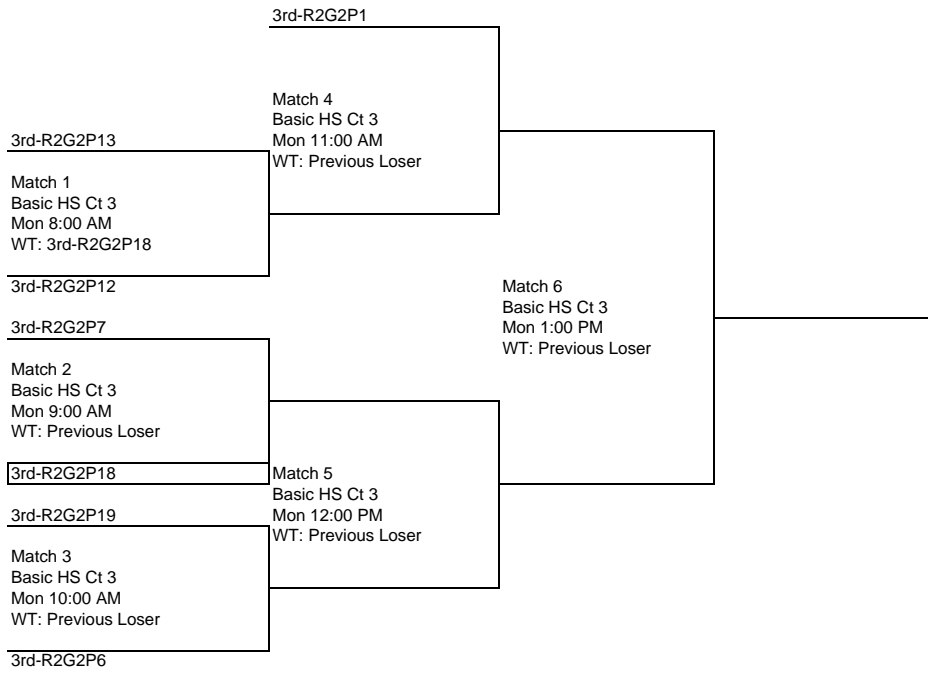 3rd-R2G2P1
Match 4
Basic HS Ct 3
Mon 11:00 AM
WT: Previous Loser
3rd-R2G2P13
Match 1
Basic HS Ct 3
Mon 8:00 AM
WT: 3rd-R2G2P18
3rd-R2G2P12
Match 6
Basic HS Ct 3
Mon 1:00 PM
WT: Previous Loser
3rd-R2G2P7
Match 2
Basic HS Ct 3
Mon 9:00 AM
WT: Previous Loser
3rd-R2G2P18
Match 5
Basic HS Ct 3
Mon 12:00 PM
WT: Previous Loser
3rd-R2G2P19
Match 3
Basic HS Ct 3
Mon 10:00 AM
WT: Previous Loser
3rd-R2G2P6